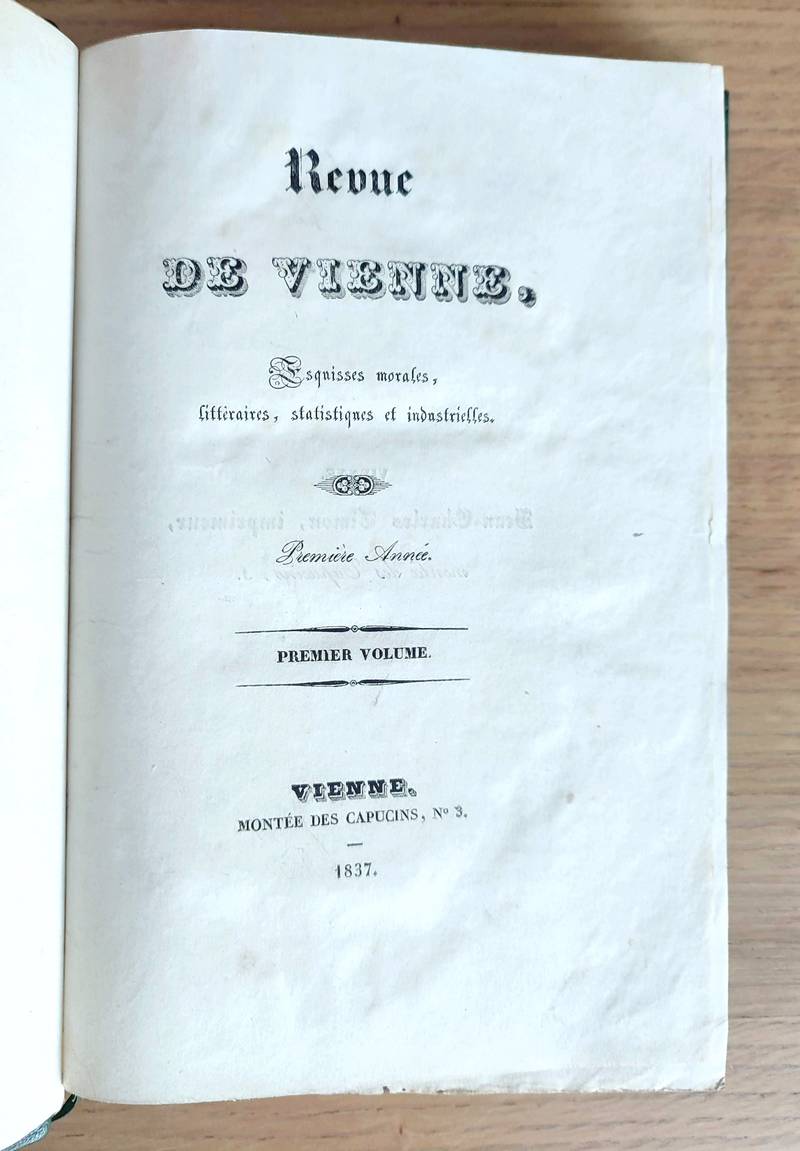 Revue
DE VIENNE,
Esquisses morales,
littéraires, statistiques et industrielles.
Première Année.
PREMIER VOLUME.
VIENNE.
MONTÉE DES CAPUCINS, Nº 3.
1837.